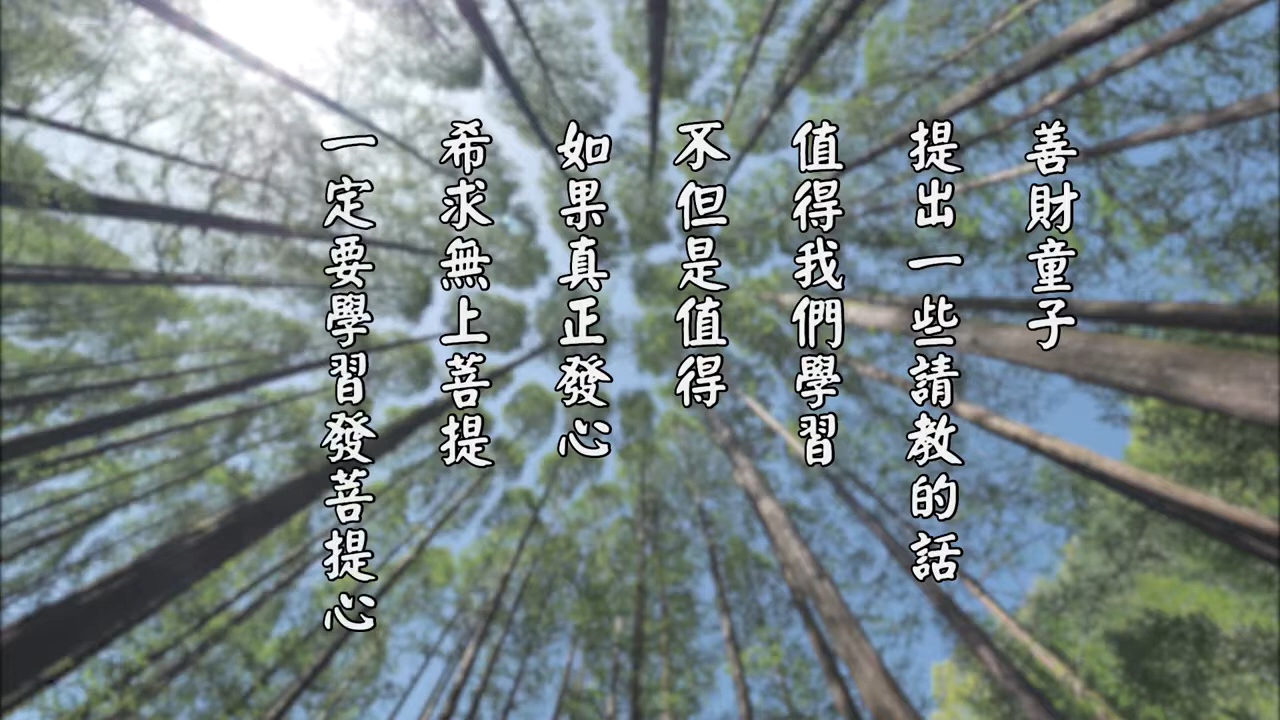 善財童子
提出一些請教的話
值得我們學習
不但是值得
如果真正發心
希求無上菩提
一定要學習發菩提心